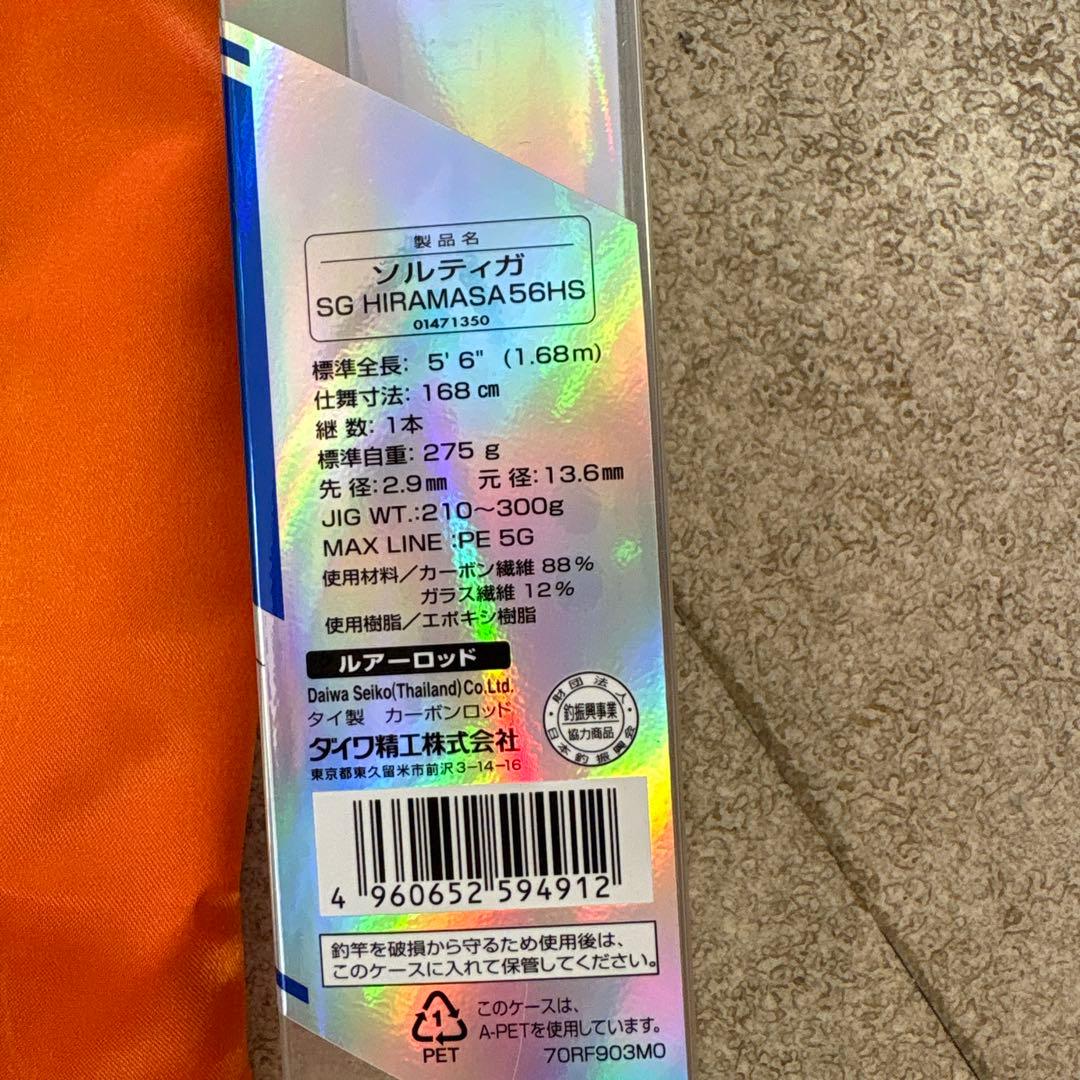 製品名
ソルティガ
SG HIRAMASA56HS
01471350
標準全長: 5' 6" (1.68m)
仕舞寸法: 168㎝
継数: 1本
標準自重: 275 g
先径:2.9㎜ 元径:13.6㎜
JIG WT.:210〜300g
MAX LINE :PE 5G
使用材料/カーボン繊維 88%
ガラス繊維 12%
使用樹脂/エポキシ樹脂
ルアーロッド
Daiwa Seiko(Thailand)Co.Ltd.
タイ製 カーボンロッド
ダイワ精工株式会社
東京都東久留米市前沢3-14-16
財団法人
釣振興事業
協力商品
日本釣振興会
4 960652 594912
釣竿を破損から守るため使用後は、
このケースに入れて保管してください。
1
PET
このケースは、
A-PETを使用しています。
70RF903M0